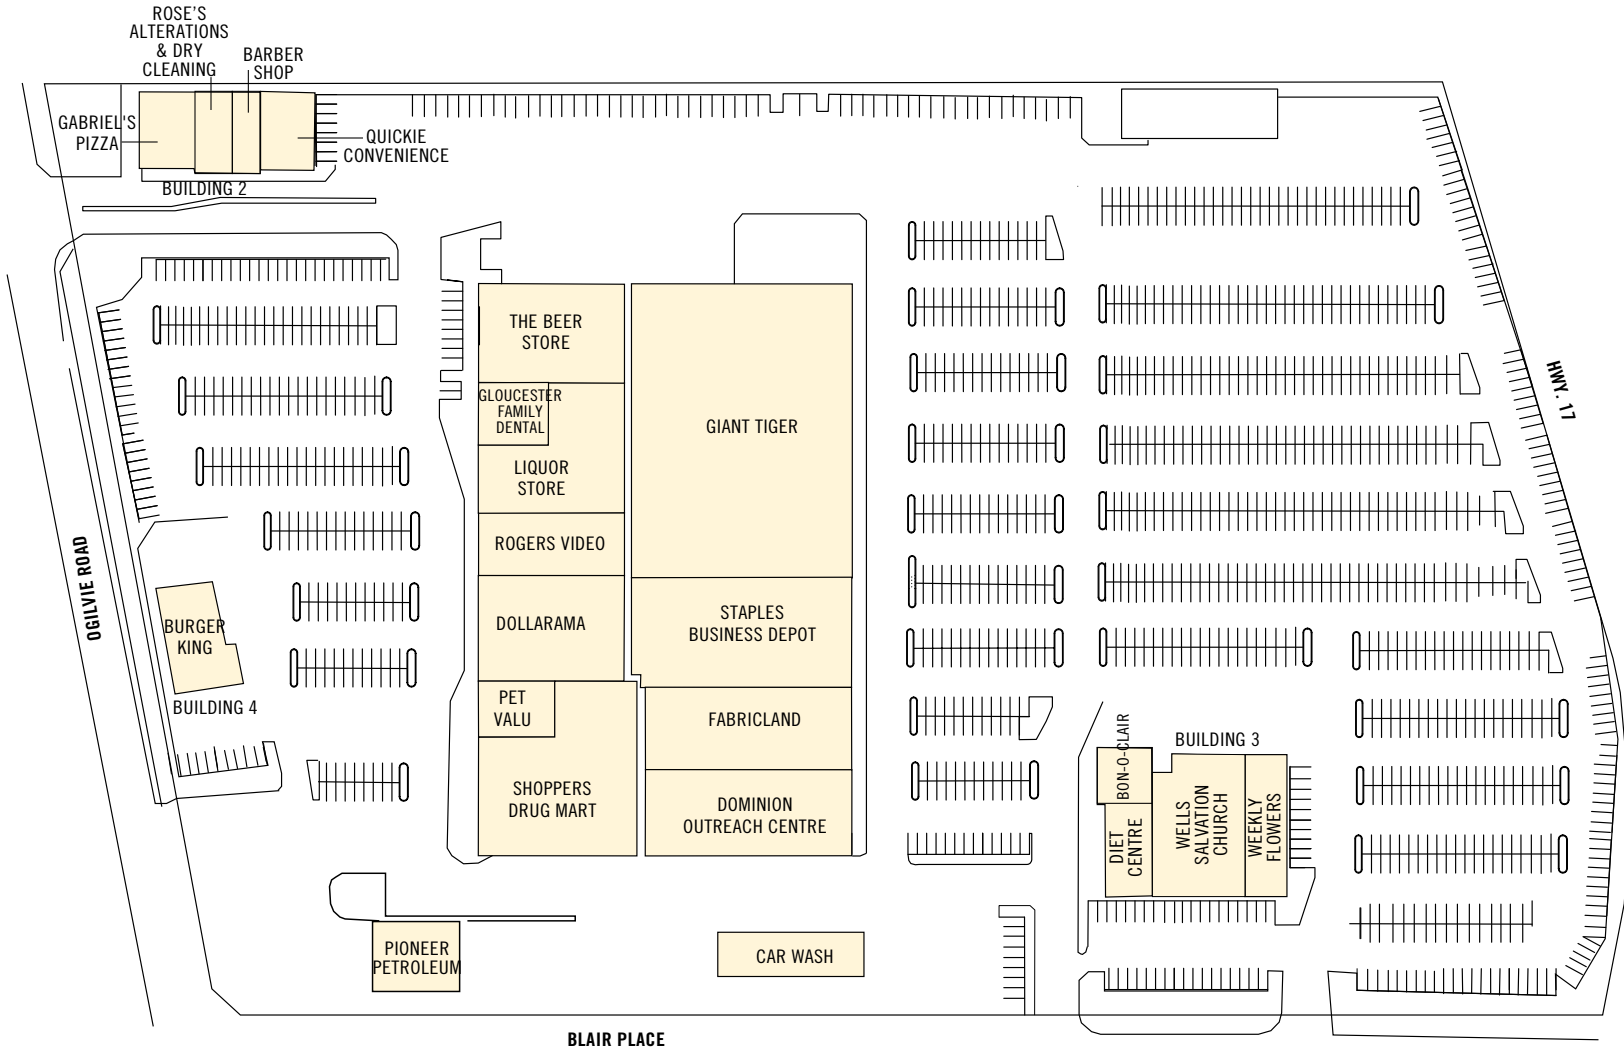 ROSE'S
ALTERATIONS
& DRY
CLEANING
BARBER
SHOP
GABRIEL'S
PIZZA
QUICKIE
CONVENIENCE
BUILDING 2
THE BEER
STORE
GLOUCESTER
FAMILY
DENTAL
LIQUOR
STORE
ROGERS VIDEO
DOLLARAMA
PET
VALU
SHOPPERS
DRUG MART
GIANT TIGER
STAPLES
BUSINESS DEPOT
FABRICLAND
DOMINION
OUTREACH CENTRE
HWY. 17
OGILVIE ROAD
BURGER
KING
BUILDING 4
BUILDING 3
BON-O-CLAIR
DIET
CENTRE
WELLS
SALVATION
CHURCH
WEEKLY
FLOWERS
PIONEER
PETROLEUM
CAR WASH
BLAIR PLACE